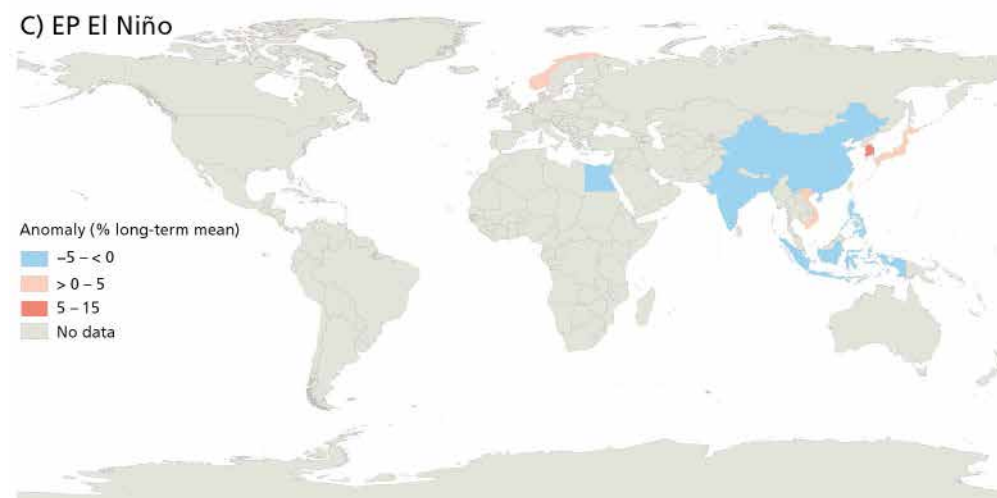 C) EP El Niño
Anomaly (% long-term mean)
–5 – < 0
> 0 – 5
5 – 15
No data